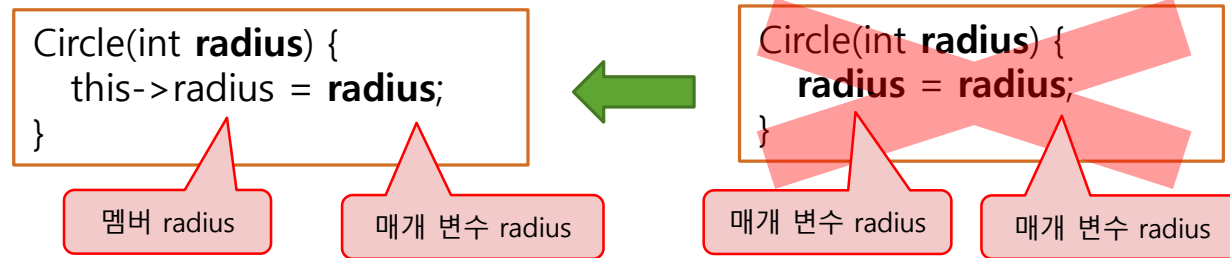 Circle(int radius) {
this->radius = radius;
}
멤버 radius
매개 변수 radius
Circle(int radius) {
radius = radius;
}
매개 변수 radius
매개 변수 radius